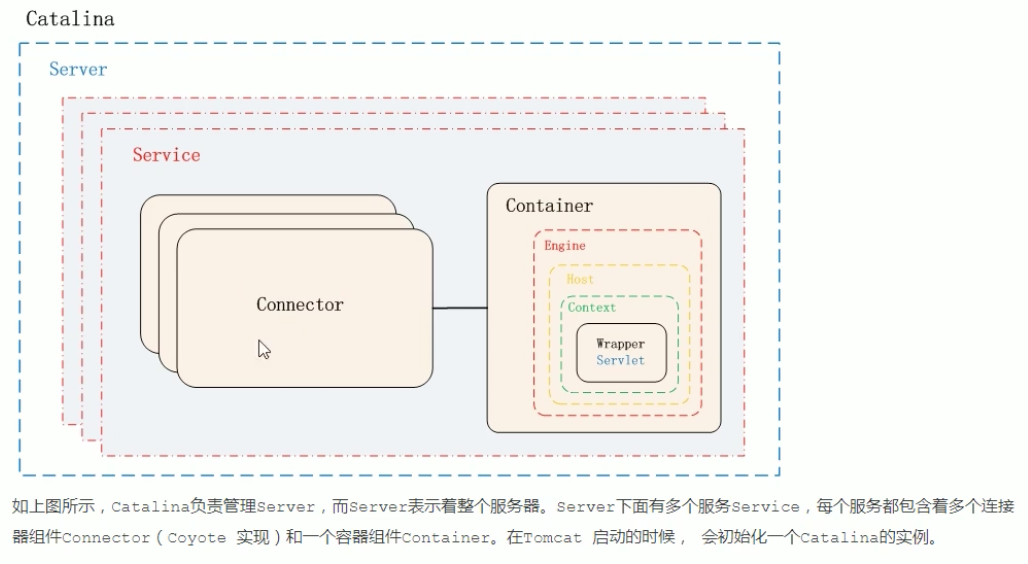 Catalina
Server
Service
Connector
Container
Engine
Host
Context
Wrapper
Servlet
如上图所示，Catalina负责管理Server，而Server表示着整个服务器。Server下面有多个服务Service，每个服务都包含着多个连接
器组件Connector（Coyote 实现）和一个容器组件Container。在Tomcat 启动的时候， 会初始化一个Catalina的实例。